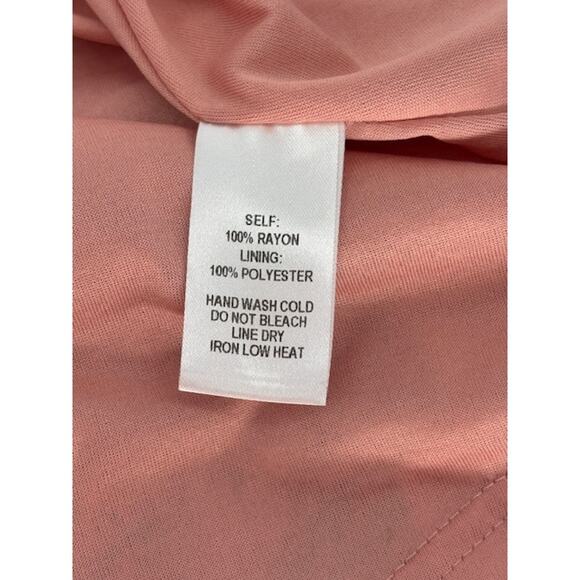 SELF:
100% RAYON
LINING:
100% POLYESTER
HAND WASH COLD
DO NOT BLEACH
LINE DRY
IRON LOW HEAT